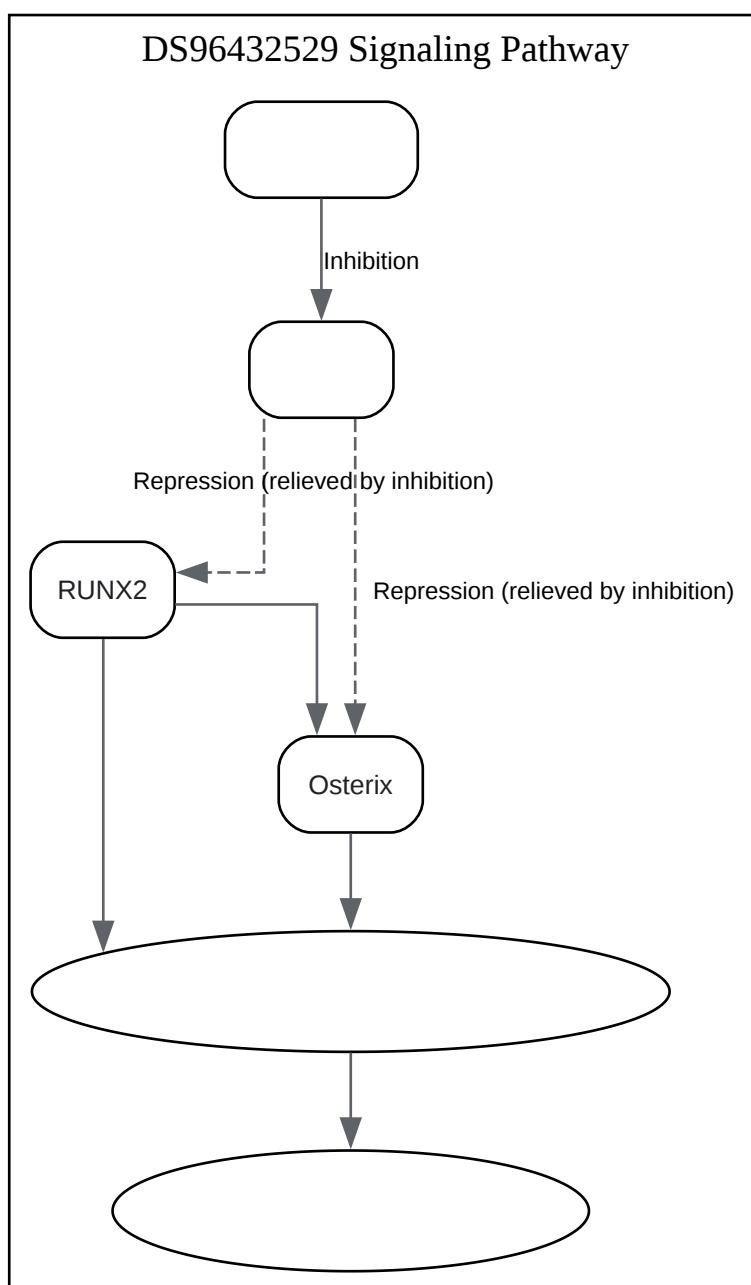 DS96432529 Signaling Pathway
Inhibition
Repression (relieved by inhibition)
RUNX2
Repression (relieved by inhibition)
Osterix